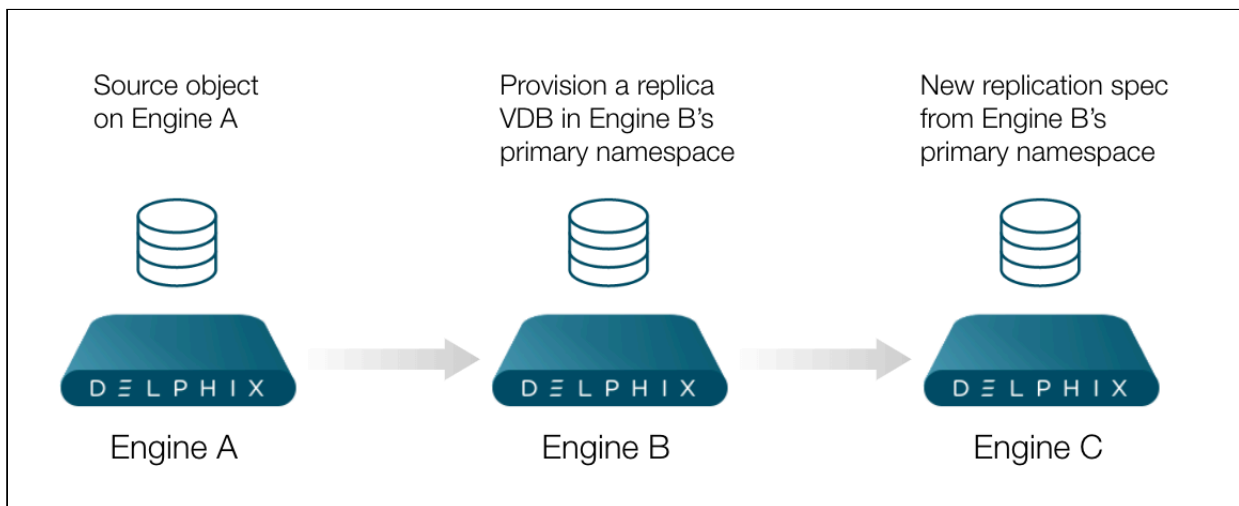 Source object
on Engine A
Provision a replica
VDB in Engine B's
primary namespace
New replication spec
from Engine B's
primary namespace
DELPHIX
DELPHIX
DELPHIX
Engine A
Engine B
Engine C